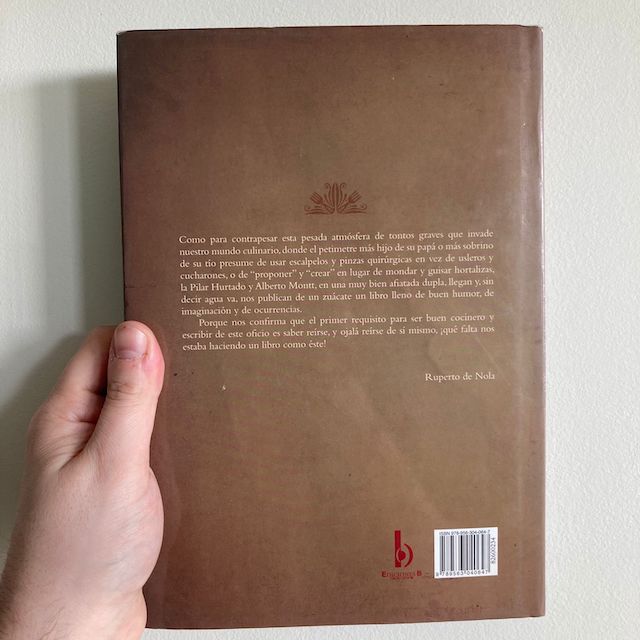 Como para contrapesar esta pesada atmósfera de tontos graves que invade
nuestro mundo culinario, donde el petimetre más hijo de su papá o más sobrino
de su tío presume de usar escalpelos y pinzas quirúrgicas en vez de usleros y
cucharones, o de “proponer” y “crear” en lugar de mondar y guisar hortalizas,
la Pilar Hurtado y Alberto Montt, en una muy bien afiatada dupla, llegan y, sin
decir agua va, nos publican de un zuácate un libro lleno de buen humor, de
imaginación y de ocurrencias.
Porque nos confirma que el primer requisito para ser buen cocinero y
escribir de este oficio es saber reírse, y ojalá reírse de sí mismo, ¡qué falta nos
estaba haciendo un libro como éste!
Ruperto de Nola
ISBN 978-956-304-064-7
82600234
9 789563 040647
EDICIONES B